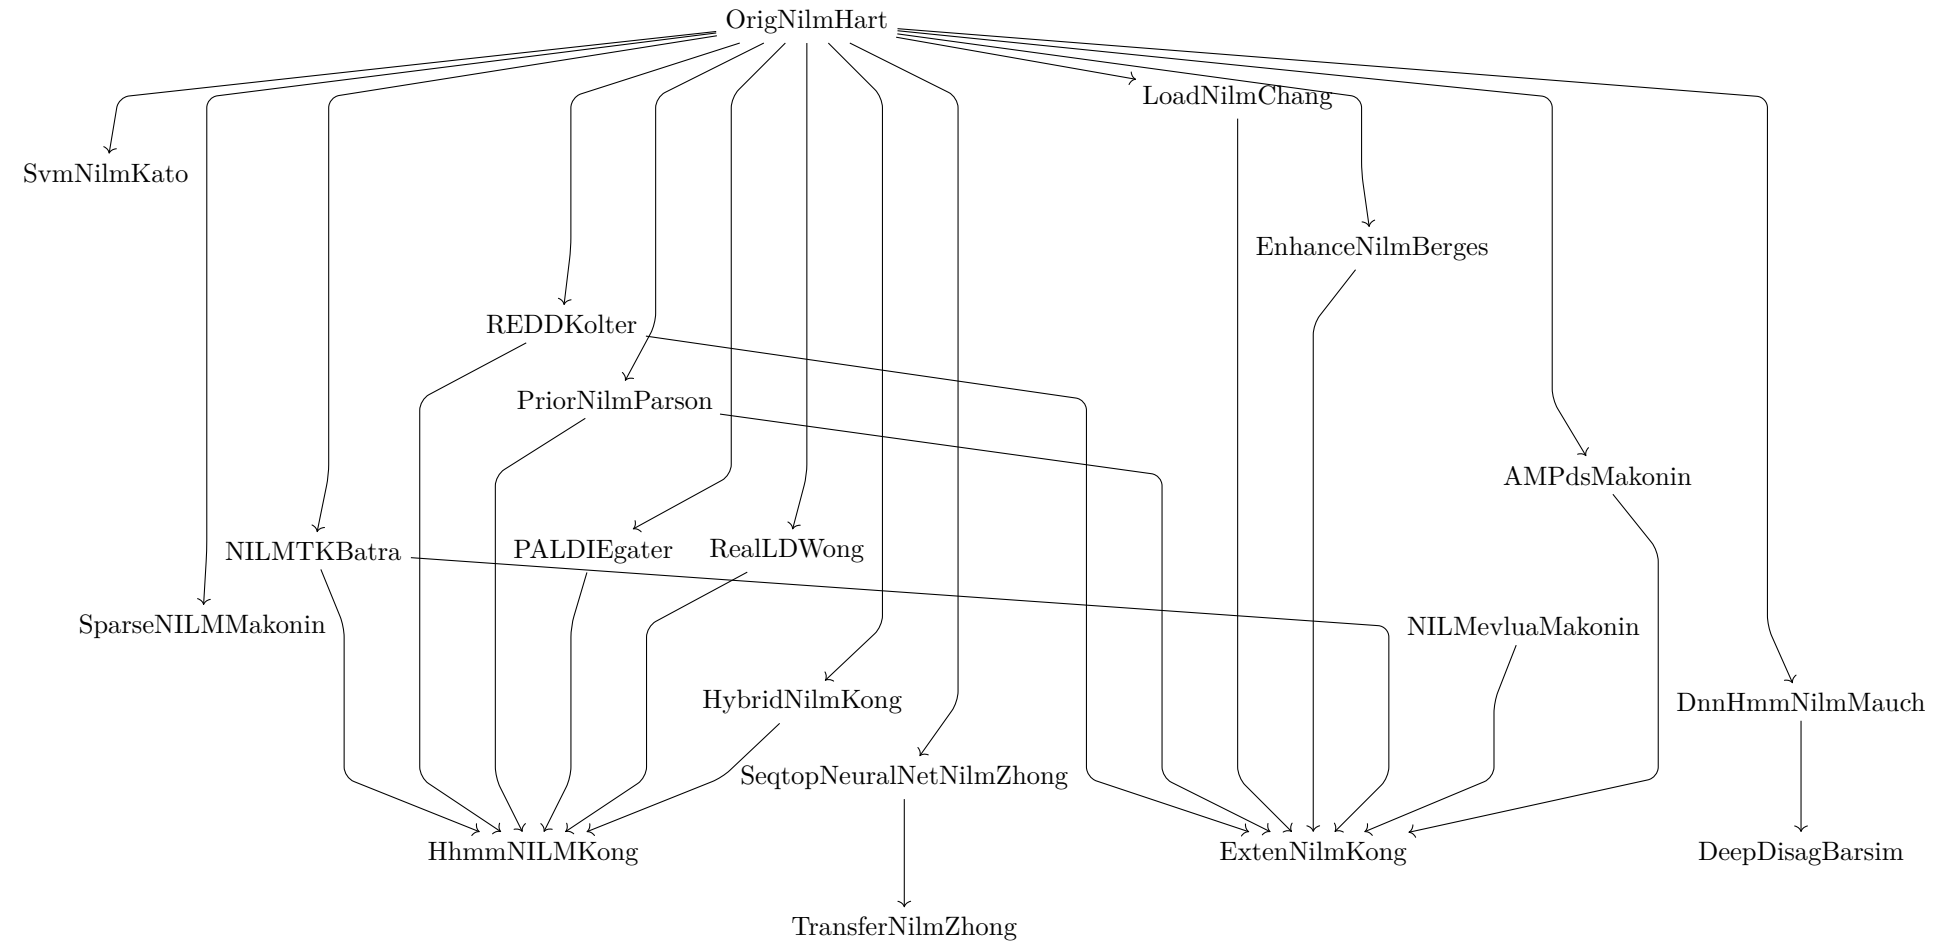 OrigNilmHart
LoadNilmChang
SvmNilmKato
EnhanceNilmBerges
REDDKolter
PriorNilmParson
AMPdsMakonin
NILMTKBatra
PALDIEgater
RealLDWong
SparseNILMMakonin
NILMevluaMakonin
HybridNilmKong
DnnHmmNilmMauch
SeqtopNeuralNetNilmZhong
HhmmNILMKong
ExtenNilmKong
DeepDisagBarsim
TransferNilmZhong